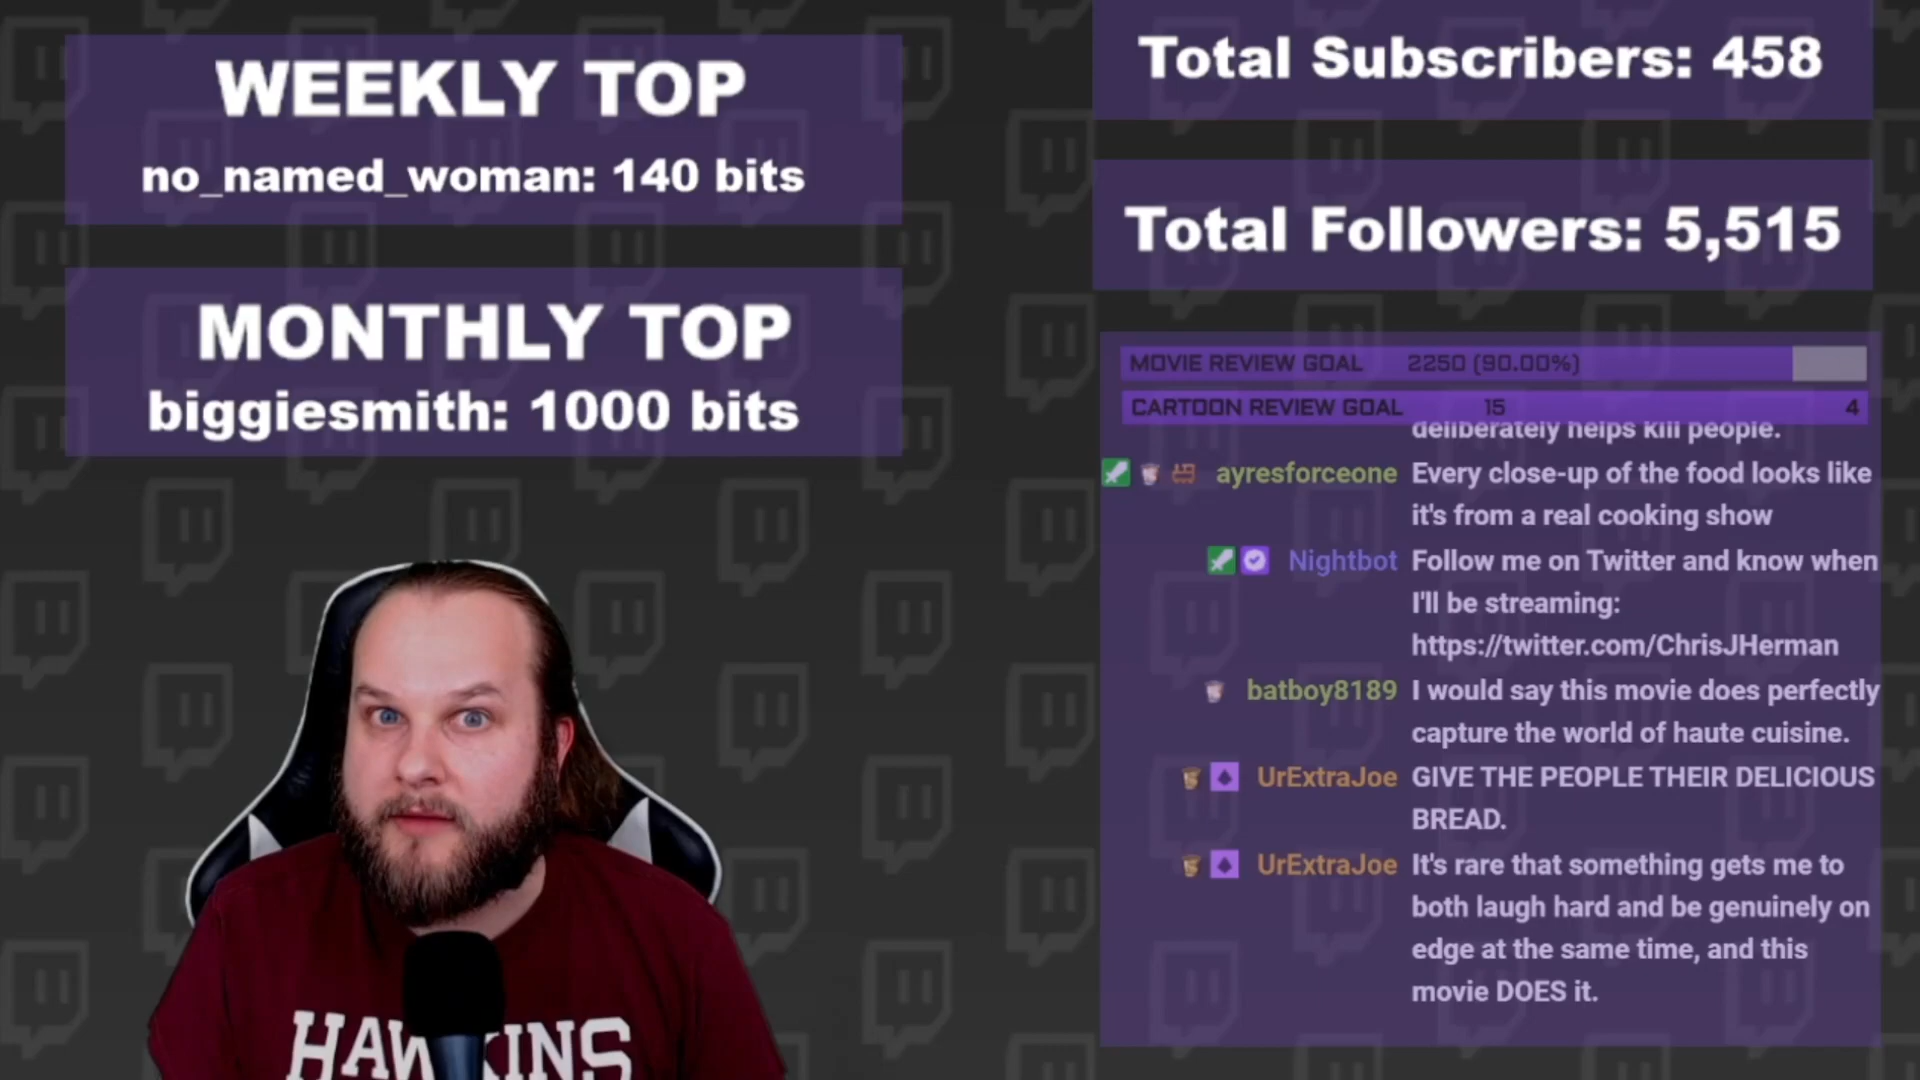 WEEKLY TOP
no_named_woman: 140 bits
MONTHLY TOP
biggiesmith: 1000 bits
Total Subscribers: 458
Total Followers: 5,515
MOVIE REVIEW GOAL 2250 (90.00%)
CARTOON REVIEW GOAL 15 4
deliberately helps kill people.
ayresforceone Every close-up of the food looks like
it's from a real cooking show
Nightbot Follow me on Twitter and know when
I'll be streaming:
https://twitter.com/ChrisJHerman
batboy8189 I would say this movie does perfectly
capture the world of haute cuisine.
UrExtraJoe GIVE THE PEOPLE THEIR DELICIOUS
BREAD.
UrExtraJoe It's rare that something gets me to
both laugh hard and be genuinely on
edge at the same time, and this
movie DOES it.
HAWKINS